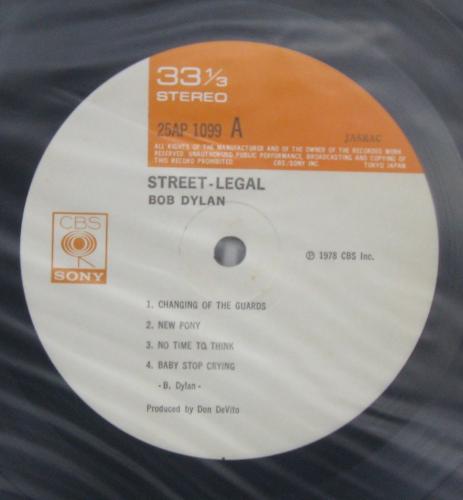 33 1/3
STEREO
25AP 1099 A
JASRAC
ALL RIGHTS OF THE MANUFACTURER AND OF THE OWNER OF THE RECORDED WORK
RESERVED UNAUTHORISED PUBLIC PERFORMANCE, BROADCASTING AND COPYING OF
THIS RECORD PROHIBITED CBS/SONY INC TOKYO JAPAN
STREET-LEGAL
BOB DYLAN
CBS
SONY
℗ 1978 CBS Inc.
1. CHANGING OF THE GUARDS
2. NEW PONY
3. NO TIME TO THINK
4. BABY STOP CRYING
- B. Dylan -
Produced by Don DeVito